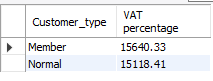 Customer_type VAT percentage
Member 15640.33
Normal 15118.41